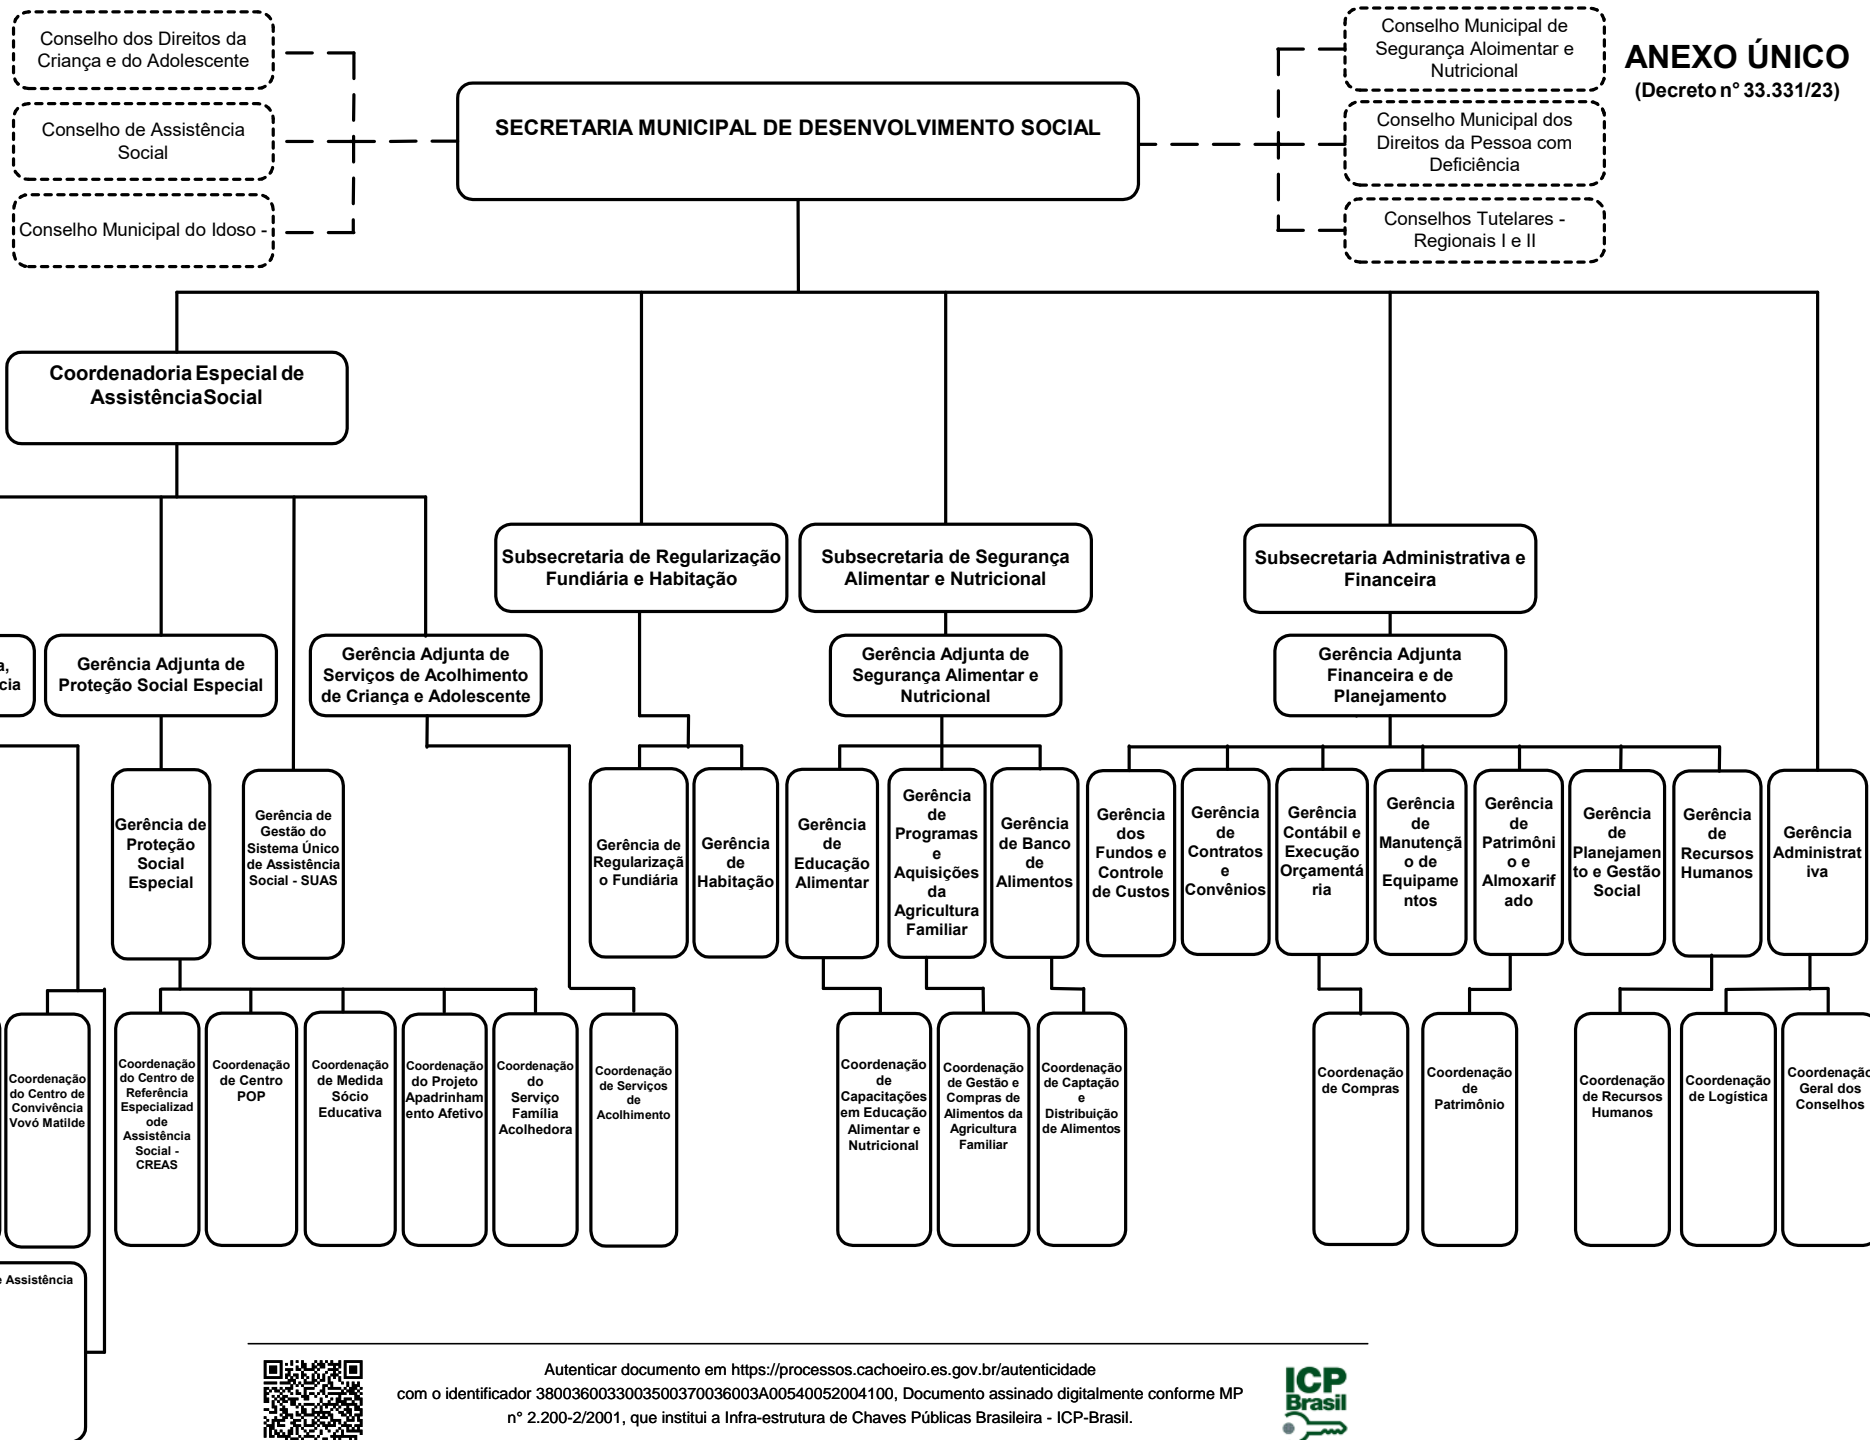 Conselho dos Direitos da
Criança e do Adolescente
Conselho de Assistência
Social
Conselho Municipal do Idoso -
SECRETARIA MUNICIPAL DE DESENVOLVIMENTO SOCIAL
Conselho Municipal de
Segurança Aloimentar e
Nutricional
Conselho Municipal dos
Direitos da Pessoa com
Deficiência
Conselhos Tutelares -
Regionais I e II
ANEXO ÚNICO
(Decreto n° 33.331/23)
Coordenadoria Especial de
Assistência Social
Subsecretaria de Regularização
Fundiária e Habitação
Subsecretaria de Segurança
Alimentar e Nutricional
Subsecretaria Administrativa e
Financeira
a,
cia
Gerência Adjunta de
Proteção Social Especial
Gerência Adjunta de
Serviços de Acolhimento
de Criança e Adolescente
Gerência Adjunta de
Segurança Alimentar e
Nutricional
Gerência Adjunta
Financeira e de
Planejamento
Gerência de
Proteção
Social
Especial
Gerência de
Gestão do
Sistema Único
de Assistência
Social - SUAS
Gerência de
Regularizaçã
o Fundiária
Gerência
de
Habitação
Gerência
de
Educação
Alimentar
Gerência
de
Programas
e
Aquisições
da
Agricultura
Familiar
Gerência
de Banco
de
Alimentos
Gerência
dos
Fundos e
Controle
de Custos
Gerência
de
Contratos
e
Convênios
Gerência
Contábil e
Execução
Orçamentá
ria
Gerência
de
Manutençã
o de
Equipame
ntos
Gerência
de
Patrimôni
o e
Almoxarif
ado
Gerência
de
Planejamen
to e Gestão
Social
Gerência
de
Recursos
Humanos
Gerência
Administrat
iva
Coordenação
do Centro de
Convivência
Vovó Matilde
Coordenação
do Centro de
Referência
Especializad
ode
Assistência
Social -
CREAS
Coordenação
de Centro
POP
Coordenação
de Medida
Sócio
Educativa
Coordenação
do Projeto
Apadrinham
ento Afetivo
Coordenação
do
Serviço
Família
Acolhedora
Coordenação
de Serviços
de
Acolhimento
Coordenação
de
Capacitações
em Educação
Alimentar e
Nutricional
Coordenação
de Gestão e
Compras de
Alimentos da
Agricultura
Familiar
Coordenação
de Captação
e
Distribuição
de Alimentos
Coordenação
de Compras
Coordenação
de
Patrimônio
Coordenação
de Recursos
Humanos
Coordenação
de Logística
Coordenação
Geral dos
Conselhos
e Assistência
Autenticar documento em https://processos.cachoeiro.es.gov.br/autenticidade
com o identificador 3800360033003500370036003A00540052004100, Documento assinado digitalmente conforme MP
n° 2.200-2/2001, que institui a Infra-estrutura de Chaves Públicas Brasileira - ICP-Brasil.
ICP
Brasil